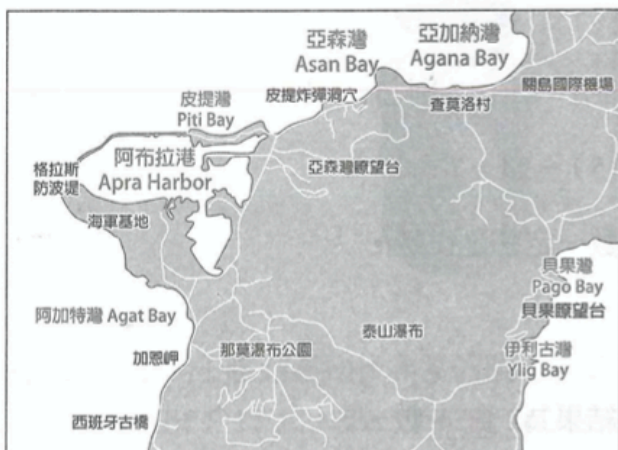 亞森灣
Asan Bay
亞加納灣
Agana Bay
關島國際機場
皮提灣
Piti Bay
皮提炸彈洞穴
查莫洛村
阿布拉港
Apra Harbor
亞森灣瞭望台
格拉斯
防波堤
海軍基地
貝果灣
Pago Bay
貝果瞭望台
阿加特灣 Agat Bay
伊利古灣
Ylig Bay
加恩岬
那莫瀑布公園
泰山瀑布
西班牙古橋